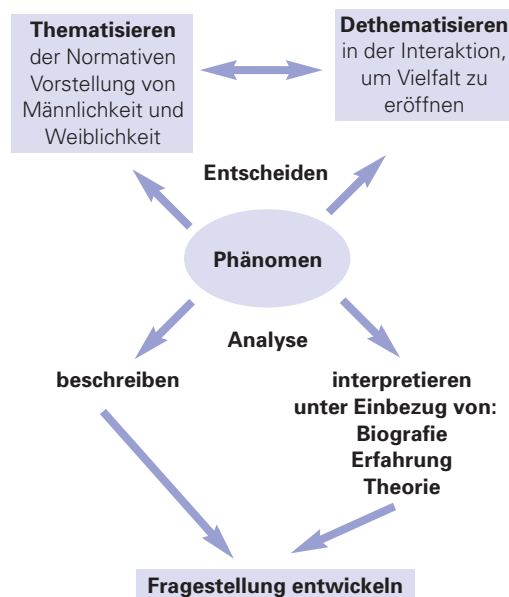 Thematisieren
der Normativen
Vorstellung von
Männlichkeit und
Weiblichkeit
Dethematisieren
in der Interaktion,
um Vielfalt zu
eröffnen
Entscheiden
Phänomen
Analyse
beschreiben
interpretieren
unter Einbezug von:
Biografie
Erfahrung
Theorie
Fragestellung entwickeln